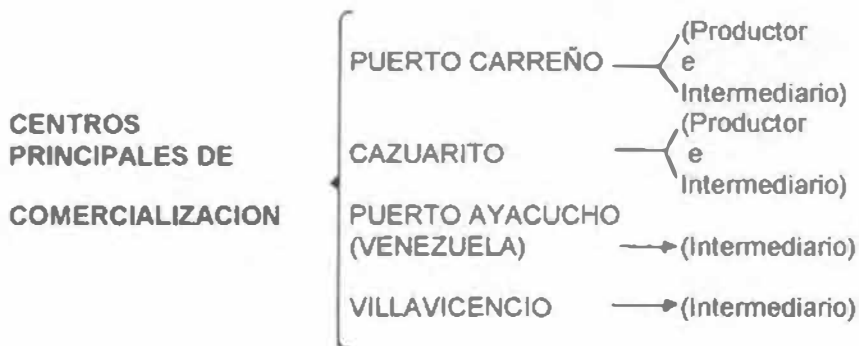 CENTROS
PRINCIPALES DE
COMERCIALIZACION
PUERTO CARREÑO
(Productor
e
Intermediario)
CAZUARITO
(Productor
e
Intermediario)
PUERTO AYACUCHO
(VENEZUELA)
(Intermediario)
VILLAVICENCIO
(Intermediario)